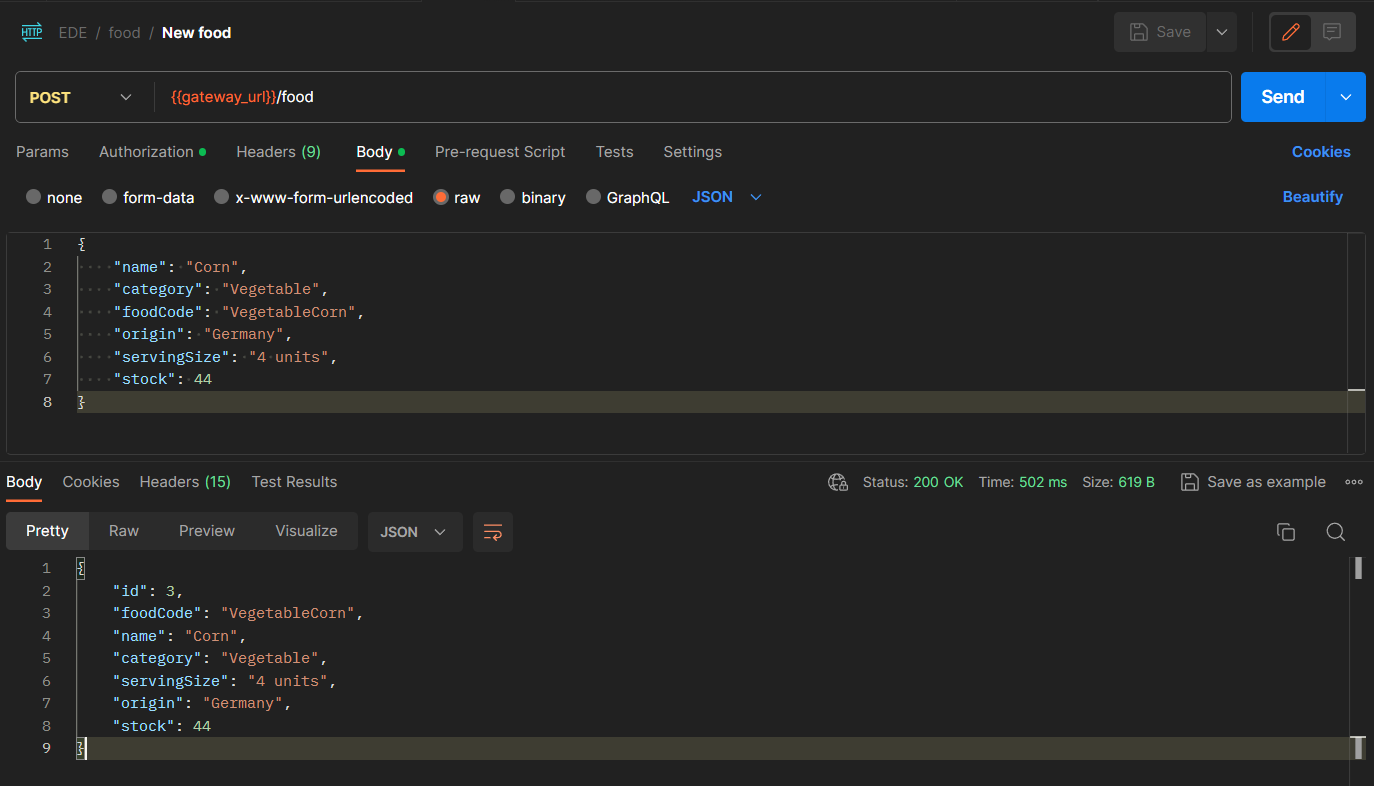 HTTP EDE / food / New food Save
POST {{gateway_url}}/food Send
Params Authorization Headers (9) Body Pre-request Script Tests Settings Cookies
none form-data x-www-form-urlencoded raw binary GraphQL JSON Beautify
1 {
2 "name": "Corn",
3 "category": "Vegetable",
4 "foodCode": "VegetableCorn",
5 "origin": "Germany",
6 "servingSize": "4 units",
7 "stock": 44
8 }
Body Cookies Headers (15) Test Results Status: 200 OK Time: 502 ms Size: 619 B Save as example
Pretty Raw Preview Visualize JSON
1 {
2 "id": 3,
3 "foodCode": "VegetableCorn",
4 "name": "Corn",
5 "category": "Vegetable",
6 "servingSize": "4 units",
7 "origin": "Germany",
8 "stock": 44
9 }